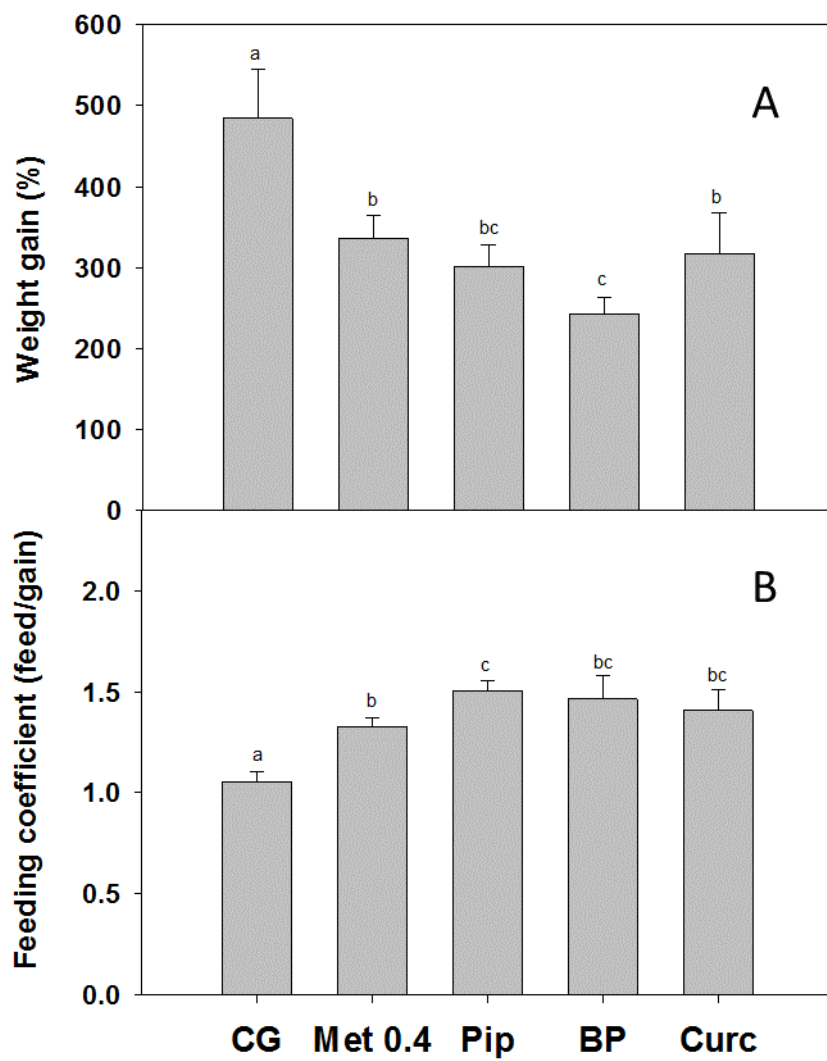 600
500
400
300
200
100
0
Weight gain (%)
A
a
b
bc
c
b
2.0
1.5
1.0
0.5
0.0
Feeding coefficient (feed/gain)
B
a
b
c
bc
bc
CG Met 0.4 Pip BP Curc